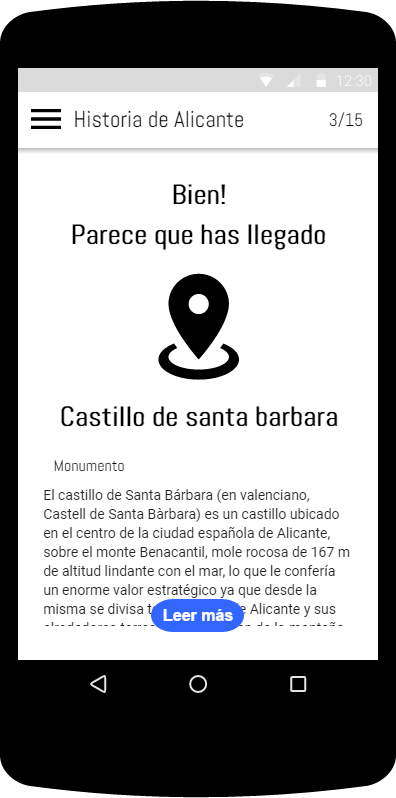 12:30
Historia de Alicante 3/15
Bien!
Parece que has llegado
Castillo de santa barbara
Monumento
El castillo de Santa Bárbara (en valenciano,
Castell de Santa Bàrbara) es un castillo ubicado
en el centro de la ciudad española de Alicante,
sobre el monte Benacantil, mole rocosa de 167 m
de altitud lindante con el mar, lo que le confería
un enorme valor estratégico ya que desde la
misma se divisa Alicante y sus
Leer más